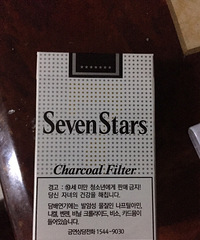 Seven Stars
Charcoal Filter
경고 : 19세 미만 청소년에게 판매 금지!
당신 자녀의 건강을 해칩니다.
담배연기에는 발암성 물질인 나프틸아민,
니켈, 벤젠, 비닐 크롤라이드, 비소, 카드뮴이
들어있습니다.
금연상담전화 1544-9030